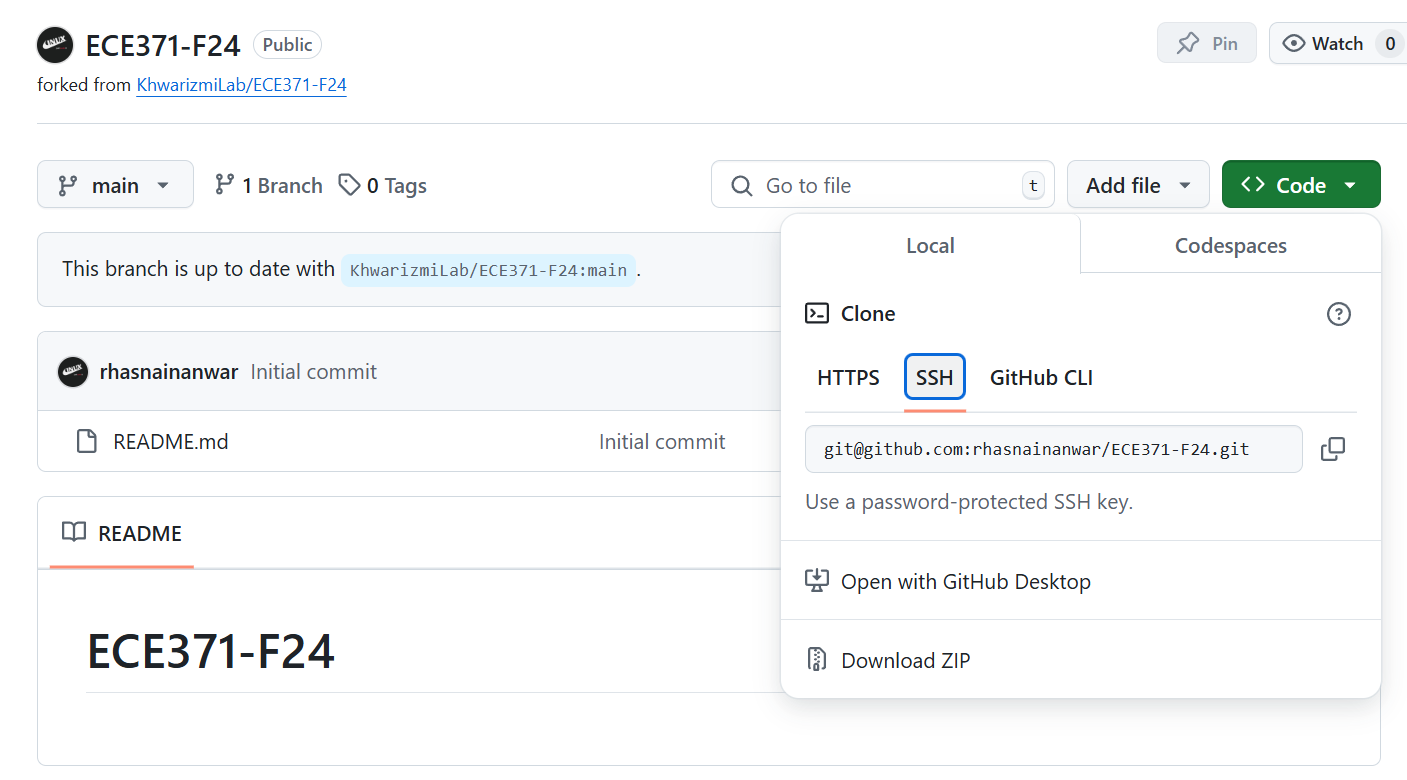 ECE371-F24 Public
Pin
Watch 0
forked from KhwarizmiLab/ECE371-F24
main
1 Branch
0 Tags
Go to file
t
Add file
Code
This branch is up to date with KhwarizmiLab/ECE371-F24:main .
rhasnainanwar Initial commit
README.md Initial commit
README
ECE371-F24
Local
Codespaces
Clone
HTTPS
SSH
GitHub CLI
git@github.com:rhasnainanwar/ECE371-F24.git
Use a password-protected SSH key.
Open with GitHub Desktop
Download ZIP